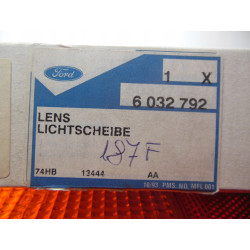 Ford
1 X
6 032 792
LENS
LICHTSCHEIBE
187F
74HB 13444 AA